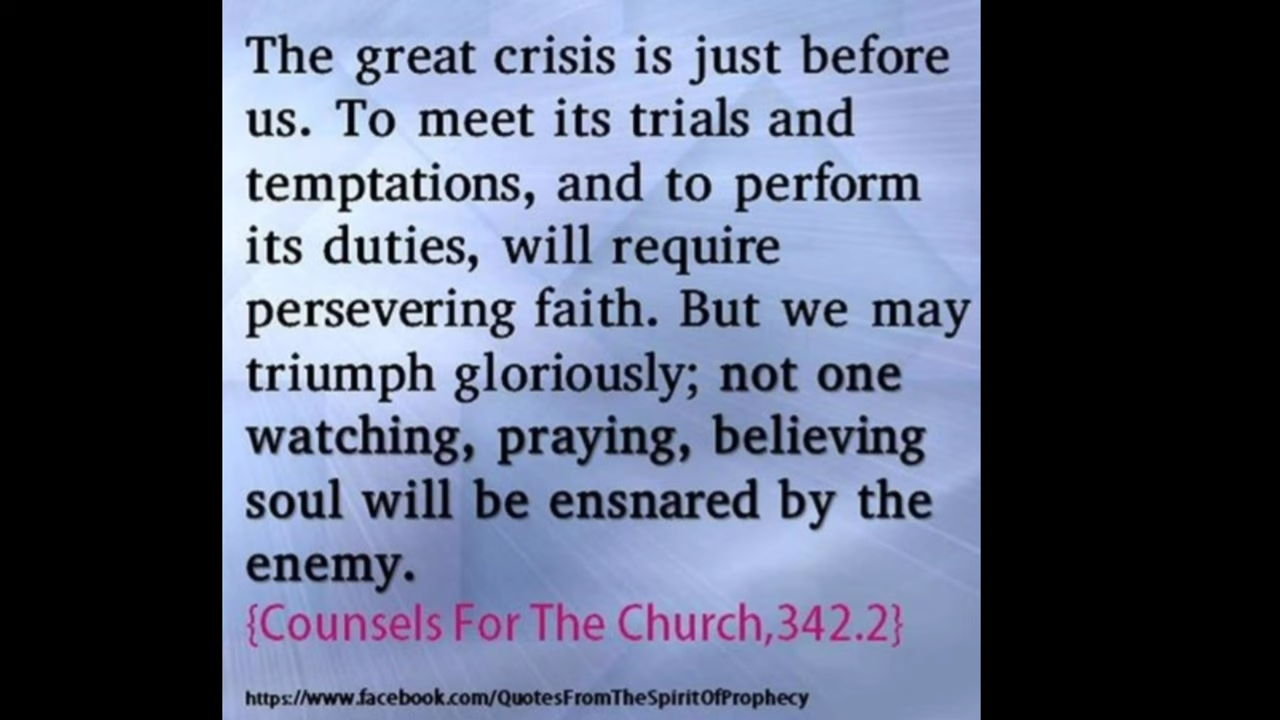 The great crisis is just before
us. To meet its trials and
temptations, and to perform
its duties, will require
persevering faith. But we may
triumph gloriously; not one
watching, praying, believing
soul will be ensnared by the
enemy.
{Counsels For The Church,342.2}
https://www.facebook.com/QuotesFromTheSpiritOfProphecy